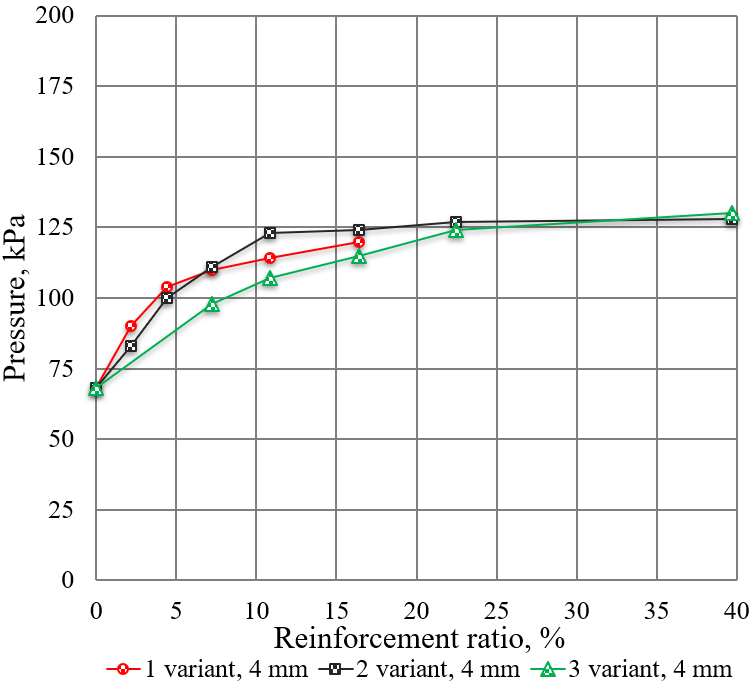 200
175
150
125
100
75
50
25
0
Pressure, kPa
0 5 10 15 20 25 30 35 40
Reinforcement ratio, %
1 variant, 4 mm 2 variant, 4 mm 3 variant, 4 mm